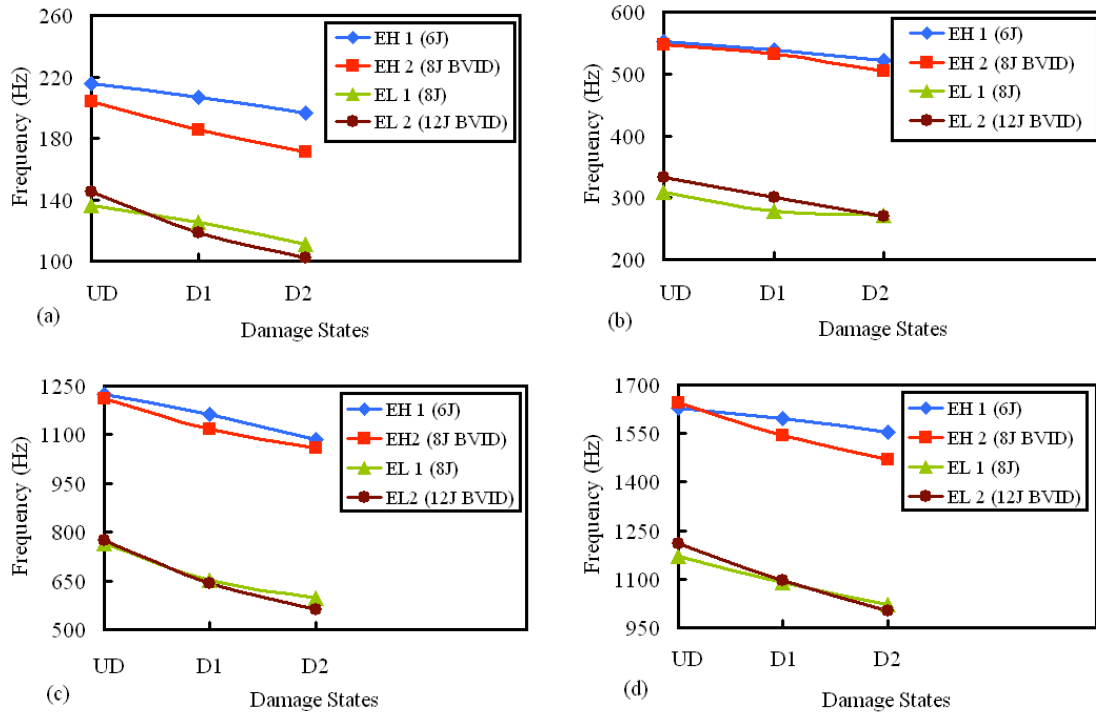 260
220
180
140
100
Frequency (Hz)
EH 1 (6J)
EH 2 (8J BVID)
EL 1 (8J)
EL 2 (12J BVID)
UD D1 D2
(a)
Damage States
600
500
400
300
200
Frequency (Hz)
EH 1 (6J)
EH 2 (8J BVID)
EL 1 (8J)
EL 2 (12J BVID)
UD D1 D2
(b)
Damage States
1250
1100
950
800
650
500
Frequency (Hz)
EH 1 (6J)
EH2 (8J BVID)
EL 1 (8J)
EL2 (12J BVID)
UD D1 D2
(c)
Damage States
1700
1550
1400
1250
1100
950
Frequency (Hz)
EH 1 (6J)
EH 2 (8J BVID)
EL 1 (8J)
EL 2 (12J BVID)
UD D1 D2
(d)
Damage States